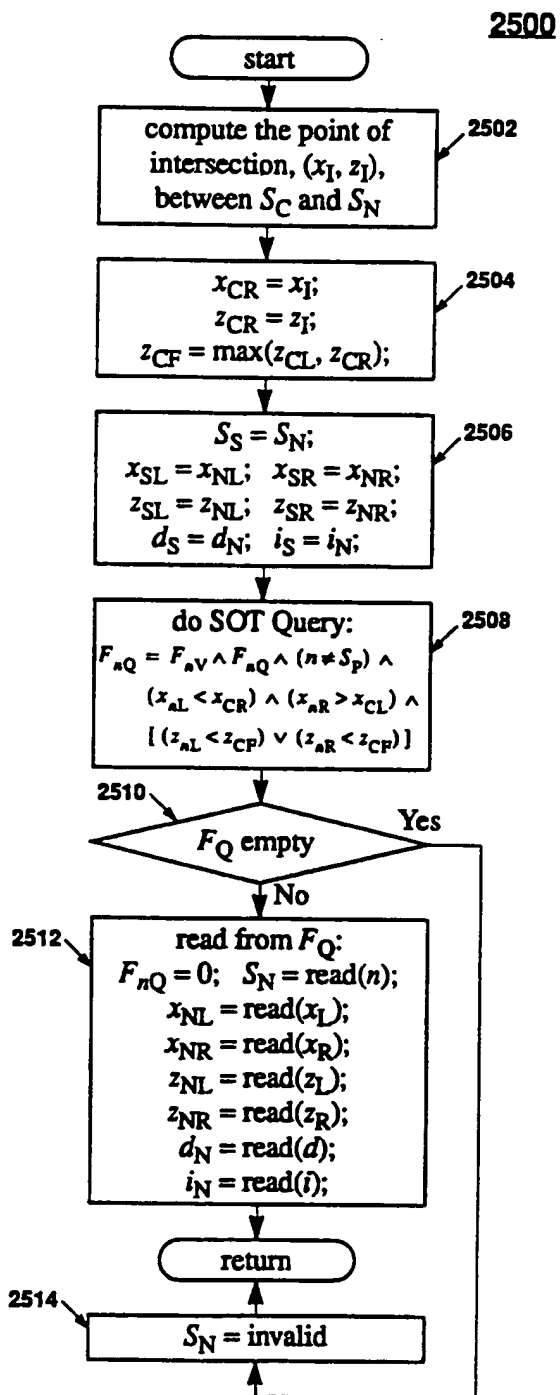 2500
start
compute the point of
intersection, (x_I, z_I),
between S_C and S_N
2502
x_CR = x_I;
z_CR = z_I;
z_CF = max(z_CL, z_CR);
2504
S_S = S_N;
x_SL = x_NL; x_SR = x_NR;
z_SL = z_NL; z_SR = z_NR;
d_S = d_N; i_S = i_N;
2506
do SOT Query:
F_nQ = F_nV ∧ F_nQ ∧ (n ≠ S_P) ∧
(x_nL < x_CR) ∧ (x_nR > x_CL) ∧
[(z_nL < z_CF) ∨ (z_nR < z_CF)]
2508
2510
F_Q empty
Yes
No
2512
read from F_Q:
F_nQ = 0; S_N = read(n);
x_NL = read(x_L);
x_NR = read(x_R);
z_NL = read(z_L);
z_NR = read(z_R);
d_N = read(d);
i_N = read(i);
return
2514
S_N = invalid